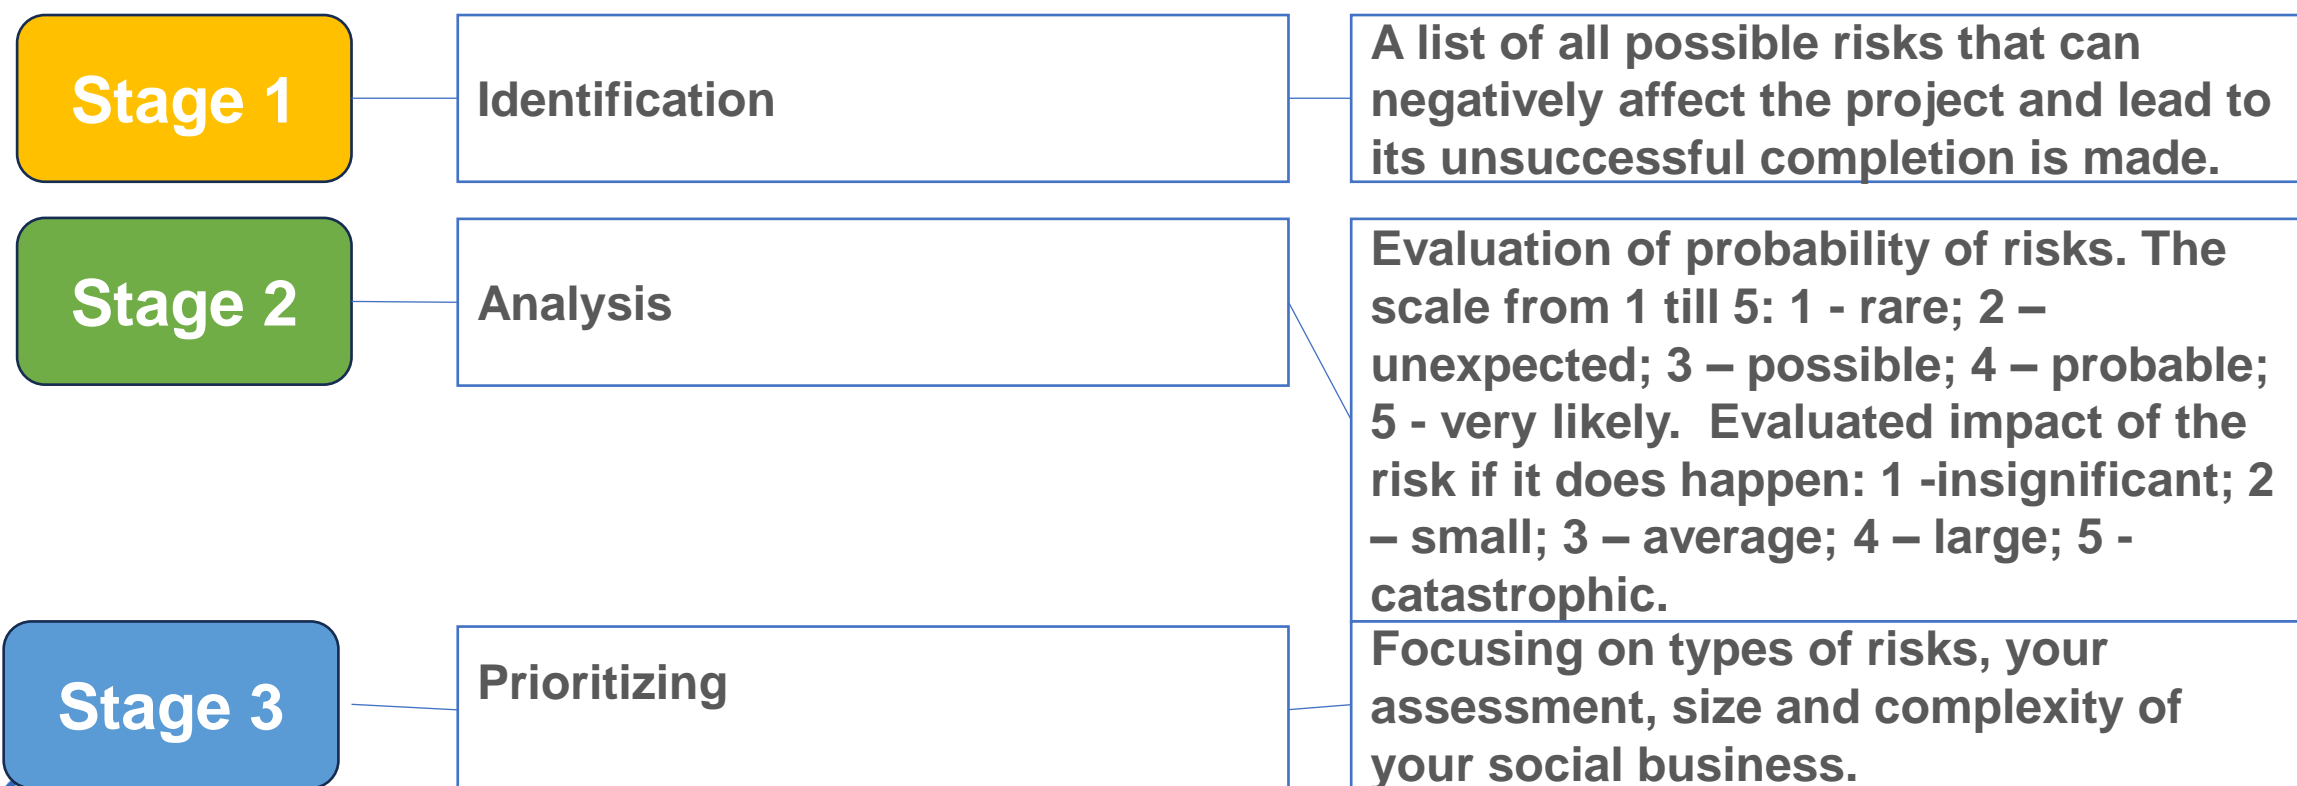 Stage 1
Identification
A list of all possible risks that can
negatively affect the project and lead to
its unsuccessful completion is made.
Stage 2
Analysis
Evaluation of probability of risks. The
scale from 1 till 5: 1 - rare; 2 –
unexpected; 3 – possible; 4 – probable;
5 - very likely.  Evaluated impact of the
risk if it does happen: 1 -insignificant; 2
– small; 3 – average; 4 – large; 5 -
catastrophic.
Stage 3
Prioritizing
Focusing on types of risks, your
assessment, size and complexity of
your social business.